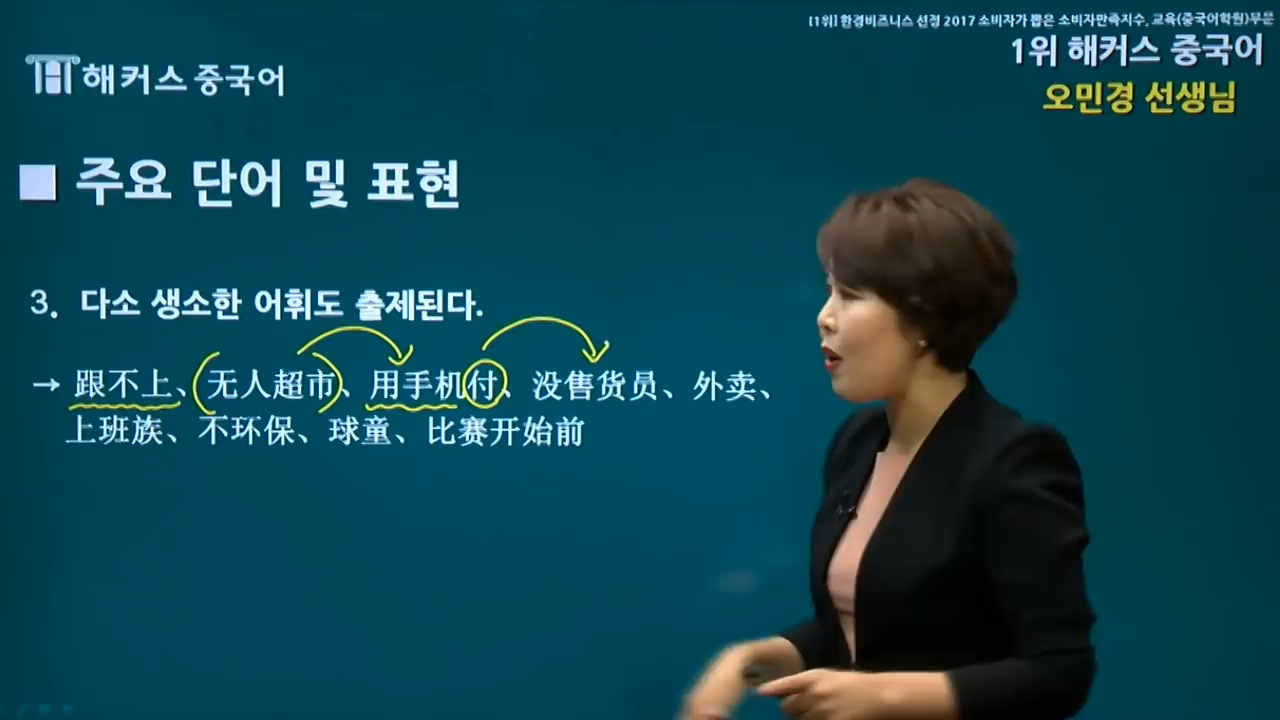 [1위] 한경비즈니스 선정 2017 소비자가 뽑은 소비자만족지수, 교육(중국어학원)부문
1위 해커스 중국어
오민경 선생님
해커스 중국어
■ 주요 단어 및 표현
3. 다소 생소한 어휘도 출제된다.
→ 跟不上、无人超市、用手机付、没售货员、外卖、
上班族、不环保、球童、比赛开始前